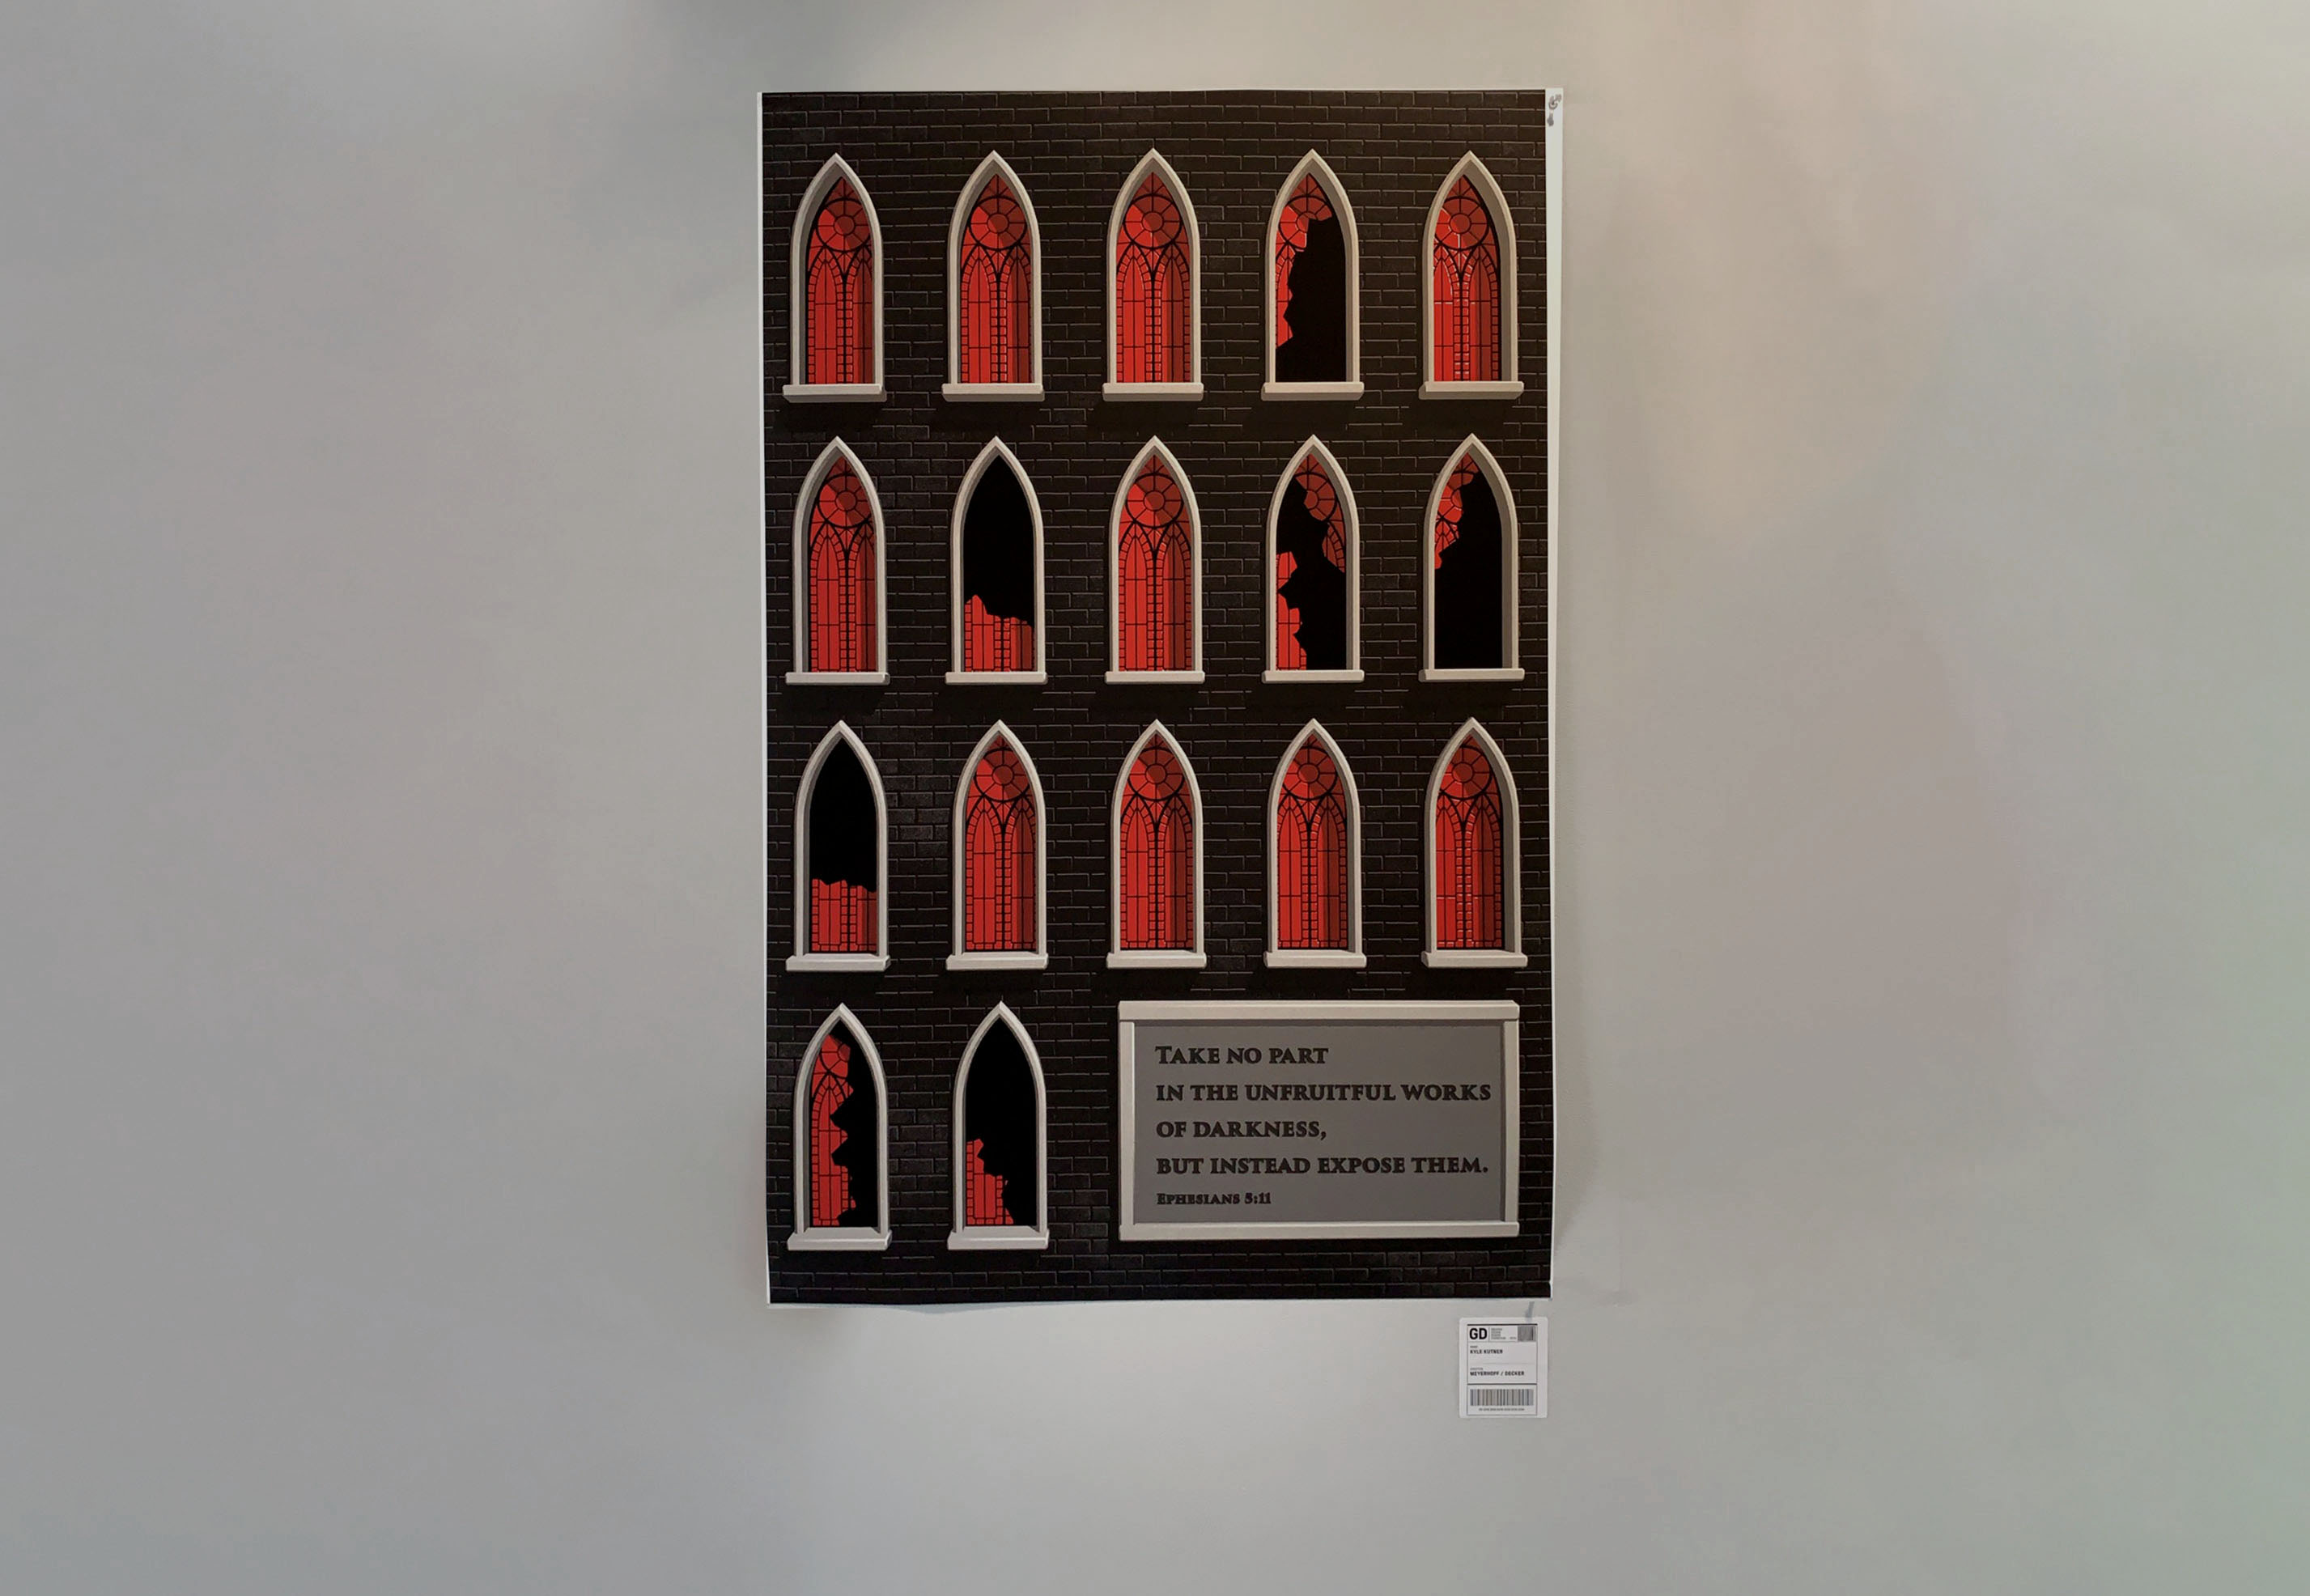 TAKE NO PART
IN THE UNFRUITFUL WORKS
OF DARKNESS,
BUT INSTEAD EXPOSE THEM.
EPHESIANS 5:11
GD
KYLE KUTNER
MEYERHOFF / DECKER